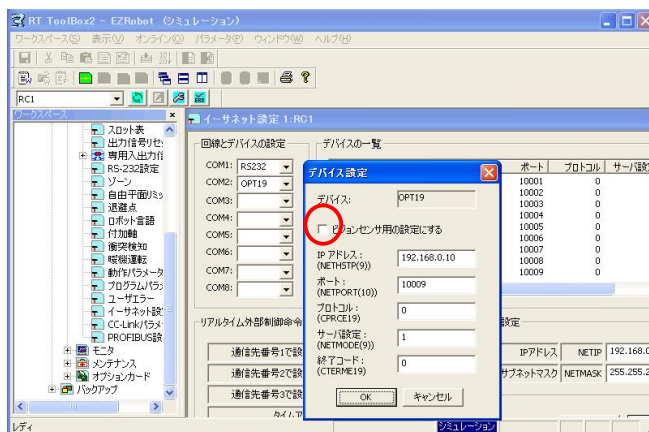 RT ToolBox2 - EZRobot (シミュレーション)
ワークスペース(S) 表示(V) オンライン(O) パラメータ(P) ウィンドウ(W) ヘルプ(H)
RC1
ワークスペース
スロット表
出力信号リセ
専用入出力信
RS-232設定
ゾーン
自由平面リミッ
退避点
ロボット言語
付加軸
衝突検知
暖機運転
動作パラメータ
プログラムパラ
ユーザエラー
イーサネット設
CC-Linkパラメ
PROFIBUS設
モニタ
メンテナンス
オプションカード
バックアップ
レディ
イーサネット設定 1:RC1
回線とデバイスの設定
COM1: RS232
COM2: OPT19
COM3:
COM4:
COM5:
COM6:
COM7:
COM8:
デバイスの一覧
ポート プロトコル サーバ設
10001 0
10002 0
10003 0
10004 0
10005 0
10006 0
10007 0
10008 0
10009 0
リアルタイム外部制御命令
通信先番号1で設
通信先番号2で設
通信先番号3で設
タイムア
設定
IPアドレス NETIP 192.168.0
サブネットマスク NETMASK 255.255.2
デバイス設定
デバイス: OPT19
ビジョンセンサ用の設定にする
IP アドレス : 192.168.0.10
(NETHSTP(9))
ポート : 10009
(NETPORT(10))
プロトコル : 0
(CPRCE19)
サーバ設定 : 1
(NETMODE(9))
終了コード : 0
(CTERME19)
OK キャンセル
シミュレーション